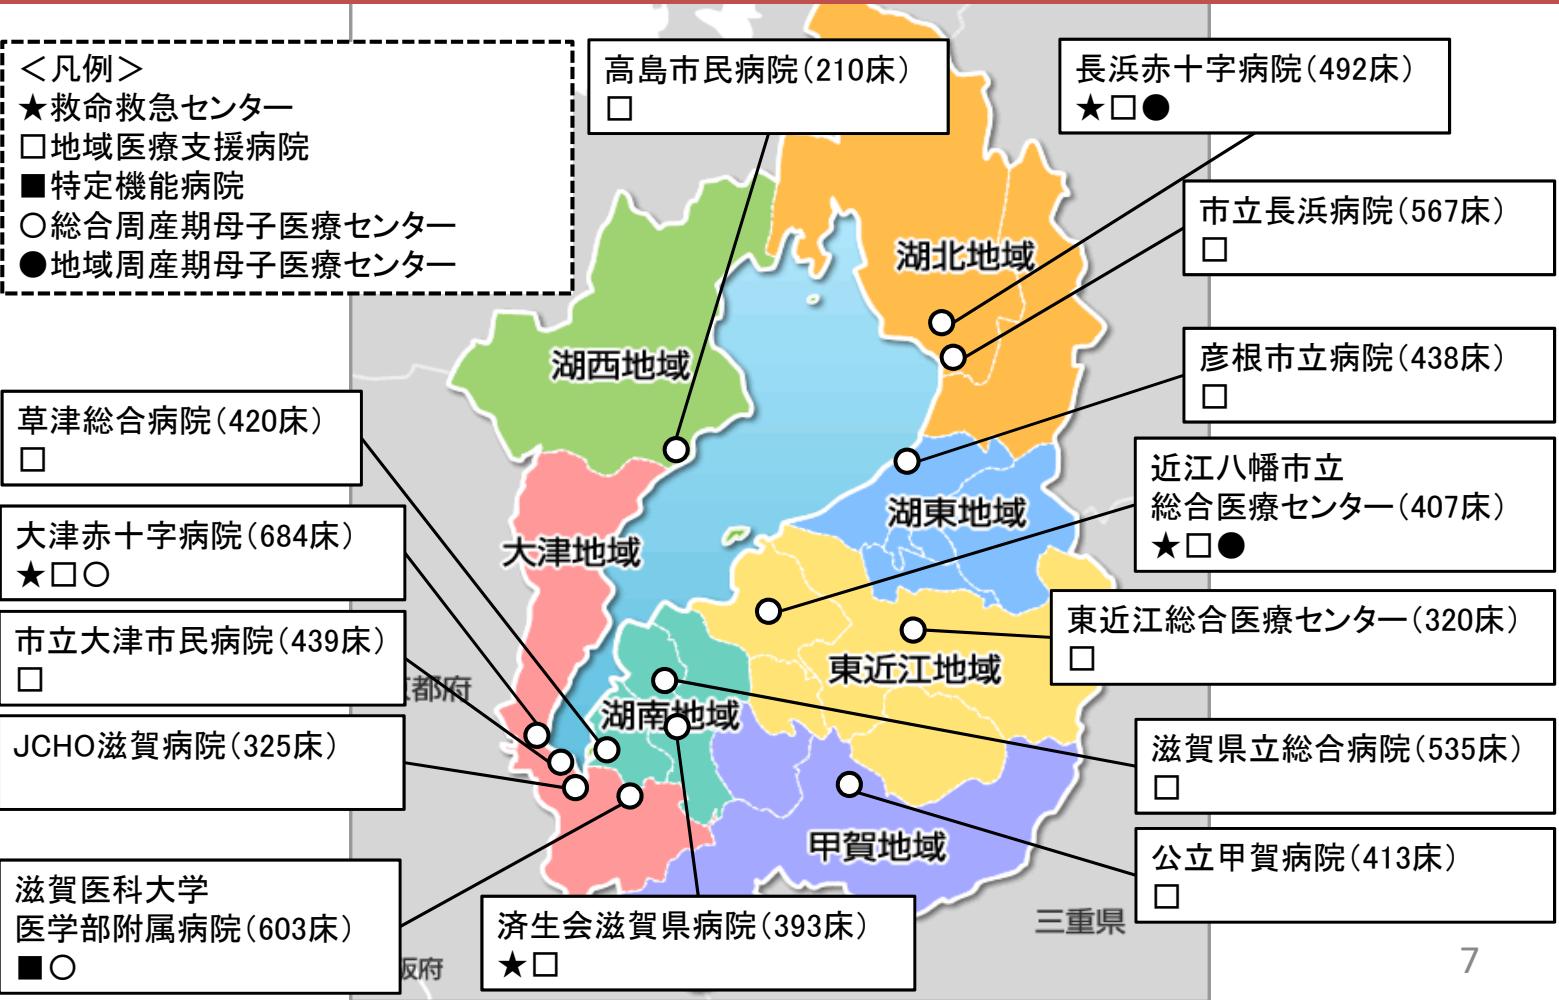 ＜凡例＞
★救命救急センター
□地域医療支援病院
■特定機能病院
○総合周産期母子医療センター
●地域周産期母子医療センター
高島市民病院(210床)
□
長浜赤十字病院(492床)
★□●
市立長浜病院(567床)
□
湖北地域
彦根市立病院(438床)
□
湖西地域
草津総合病院(420床)
□
近江八幡市立
総合医療センター(407床)
★□●
湖東地域
大津赤十字病院(684床)
★□○
大津地域
東近江総合医療センター(320床)
□
市立大津市民病院(439床)
□
東近江地域
都府
湖南地域
JCHO滋賀病院(325床)
滋賀県立総合病院(535床)
□
甲賀地域
公立甲賀病院(413床)
□
滋賀医科大学
医学部附属病院(603床)
■○
済生会滋賀県病院(393床)
★□
三重県
阪府
7